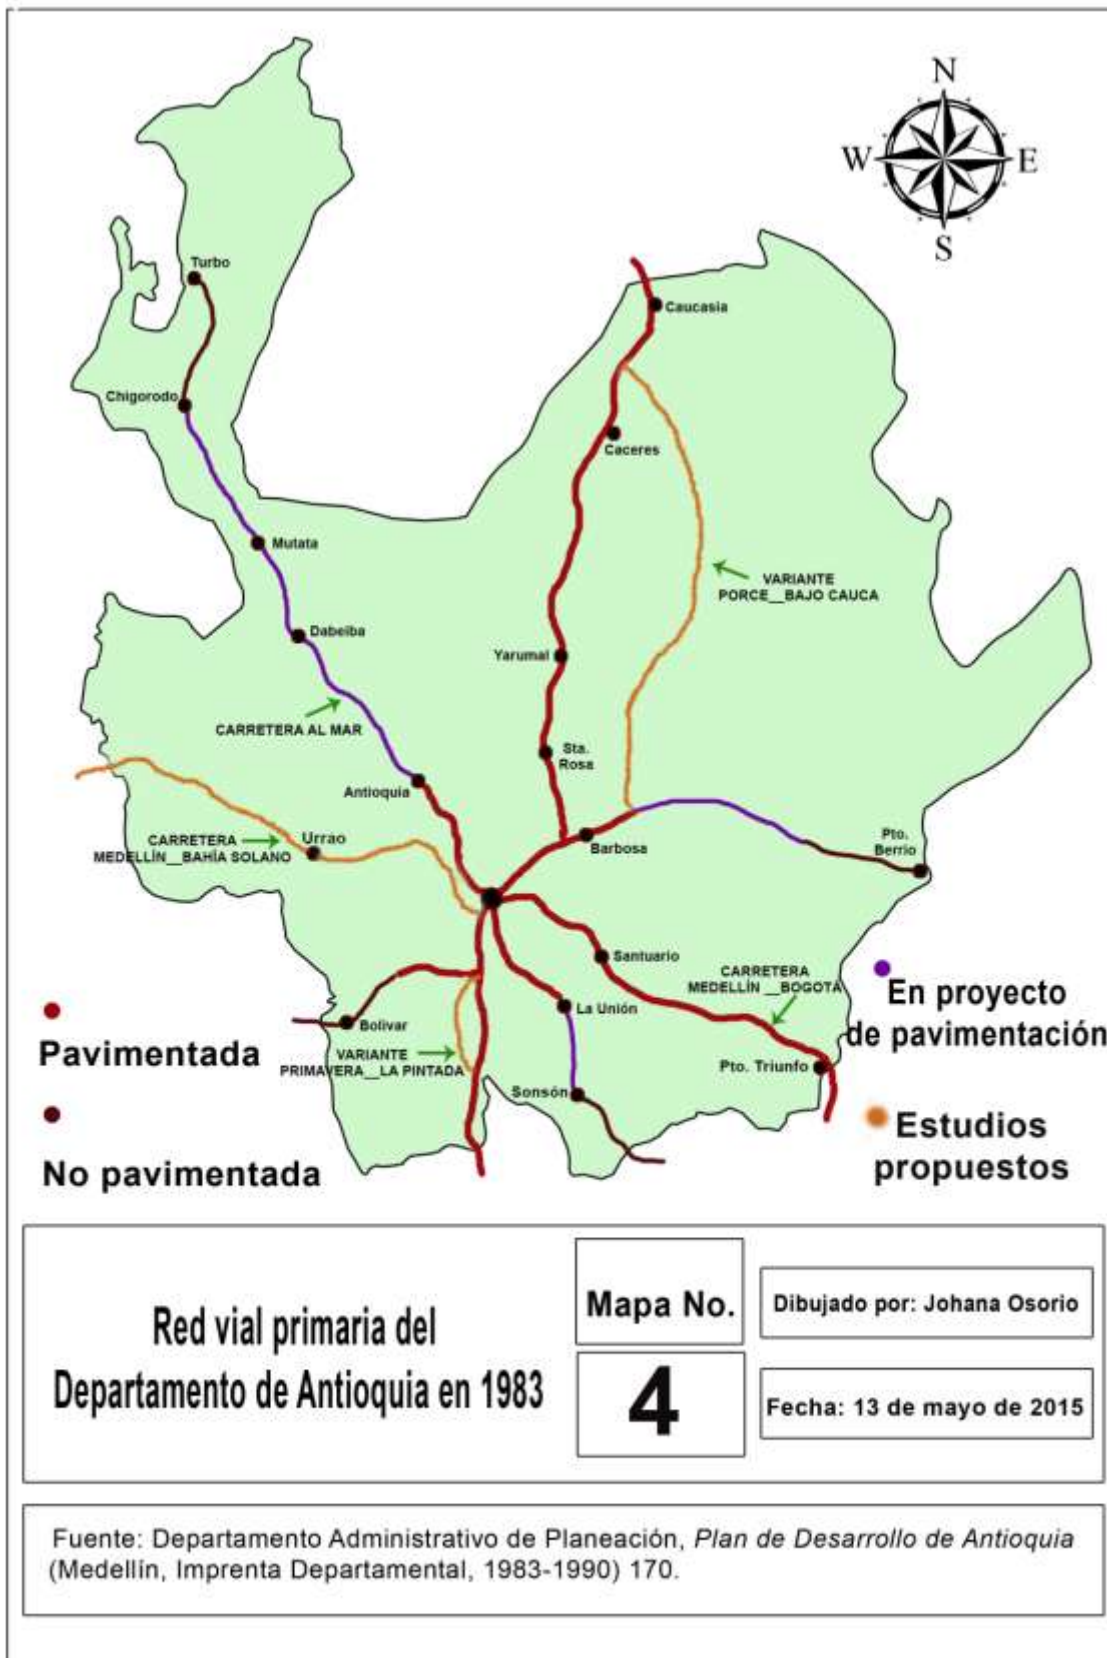 N
W
E
S
Turbo
Caucasia
Chigorodo
Caceres
Mutata
VARIANTE
PORCE__BAJO CAUCA
Dabeiba
Yarumal
CARRETERA AL MAR
Sta.
Rosa
Antioquia
CARRETERA
MEDELLÍN__BAHÍA SOLANO
Urrao
Barbosa
Pto.
Berrio
Santuario
CARRETERA
MEDELLÍN __BOGOTÁ
En proyecto
de pavimentación
La Unión
Bolivar
Pavimentada
VARIANTE
PRIMAVERA__LA PINTADA
Pto. Triunfo
Sonsón
No pavimentada
Estudios
propuestos
Red vial primaria del
Departamento de Antioquia en 1983
Mapa No.
4
Dibujado por: Johana Osorio
Fecha: 13 de mayo de 2015
Fuente: Departamento Administrativo de Planeación, Plan de Desarrollo de Antioquia
(Medellín, Imprenta Departamental, 1983-1990) 170.